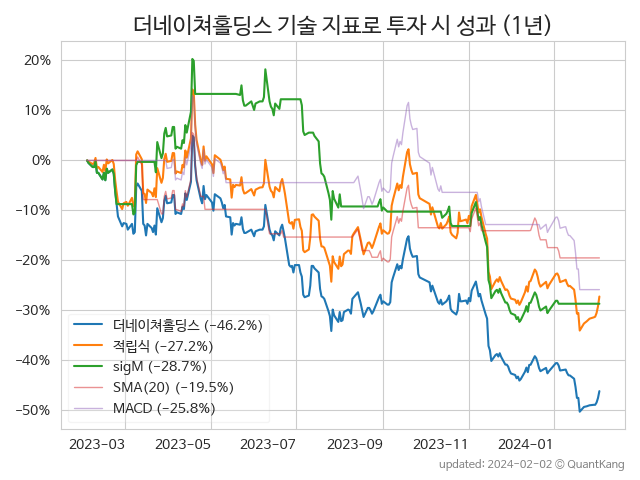 더네이쳐홀딩스 기술 지표로 투자 시 성과 (1년)
20%
10%
0%
−10%
−20%
−30%
−40%
−50%
더네이쳐홀딩스 (−46.2%)
적립식 (−27.2%)
sigM (−28.7%)
SMA(20) (−19.5%)
MACD (−25.8%)
2023−03 2023−05 2023−07 2023−09 2023−11 2024−01
updated: 2024-02-02 © QuantKang